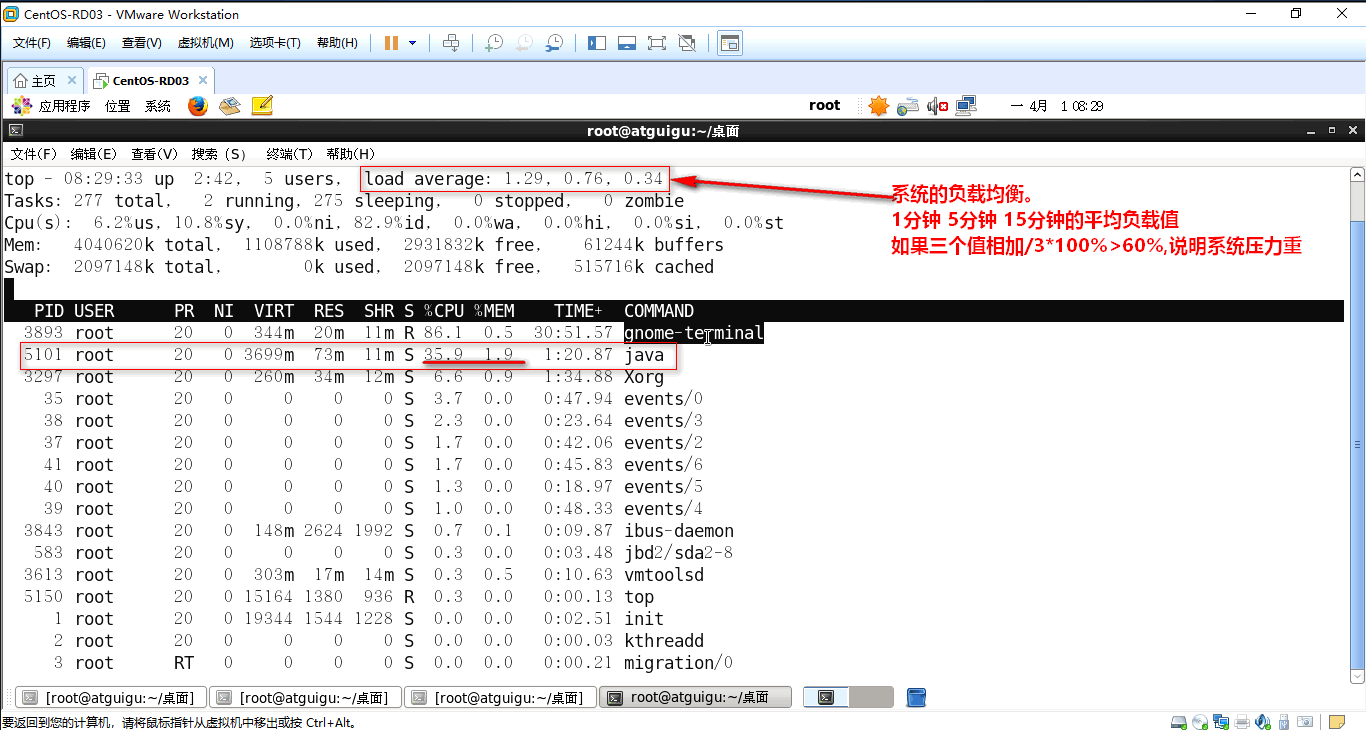 CentOS-RD03 - VMware Workstation
文件(F) 编辑(E) 查看(V) 虚拟机(M) 选项卡(T) 帮助(H)
主页 CentOS-RD03
应用程序 位置 系统 root 一 4月 1 08:29
root@atguigu:~/桌面
文件(F) 编辑(E) 查看(V) 搜索 (S) 终端(T) 帮助(H)
top - 08:29:33 up 2:42, 5 users, load average: 1.29, 0.76, 0.34
Tasks: 277 total, 2 running, 275 sleeping, 0 stopped, 0 zombie
Cpu(s): 6.2%us, 10.8%sy, 0.0%ni, 82.9%id, 0.0%wa, 0.0%hi, 0.0%si, 0.0%st
Mem: 4040620k total, 1108788k used, 2931832k free, 61244k buffers
Swap: 2097148k total, 0k used, 2097148k free, 515716k cached
系统的负载均衡。
1分钟 5分钟 15分钟的平均负载值
如果三个值相加/3*100%>60%,说明系统压力重
PID USER PR NI VIRT RES SHR S %CPU %MEM TIME+ COMMAND
3893 root 20 0 344m 20m 11m R 86.1 0.5 30:51.57 gnome-terminal
5101 root 20 0 3699m 73m 11m S 35.9 1.9 1:20.87 java
3297 root 20 0 260m 34m 12m S 6.6 0.9 1:34.88 Xorg
35 root 20 0 0 0 0 S 3.7 0.0 0:47.94 events/0
38 root 20 0 0 0 0 S 2.3 0.0 0:23.64 events/3
37 root 20 0 0 0 0 S 1.7 0.0 0:42.06 events/2
41 root 20 0 0 0 0 S 1.7 0.0 0:45.83 events/6
40 root 20 0 0 0 0 S 1.3 0.0 0:18.97 events/5
39 root 20 0 0 0 0 S 1.0 0.0 0:48.33 events/4
3843 root 20 0 148m 2624 1992 S 0.7 0.1 0:09.87 ibus-daemon
583 root 20 0 0 0 0 S 0.3 0.0 0:03.48 jbd2/sda2-8
3613 root 20 0 303m 17m 14m S 0.3 0.5 0:10.63 vmtoolsd
5150 root 20 0 15164 1380 936 R 0.3 0.0 0:00.13 top
1 root 20 0 19344 1544 1228 S 0.0 0.0 0:02.51 init
2 root 20 0 0 0 0 S 0.0 0.0 0:00.03 kthreadd
3 root RT 0 0 0 0 S 0.0 0.0 0:00.21 migration/0
[root@atguigu:~/桌面] [root@atguigu:~/桌面] [root@atguigu:~/桌面] root@atguigu:~/桌面
要返回到您的计算机，请将鼠标指针从虚拟机中移出或按 Ctrl+Alt。